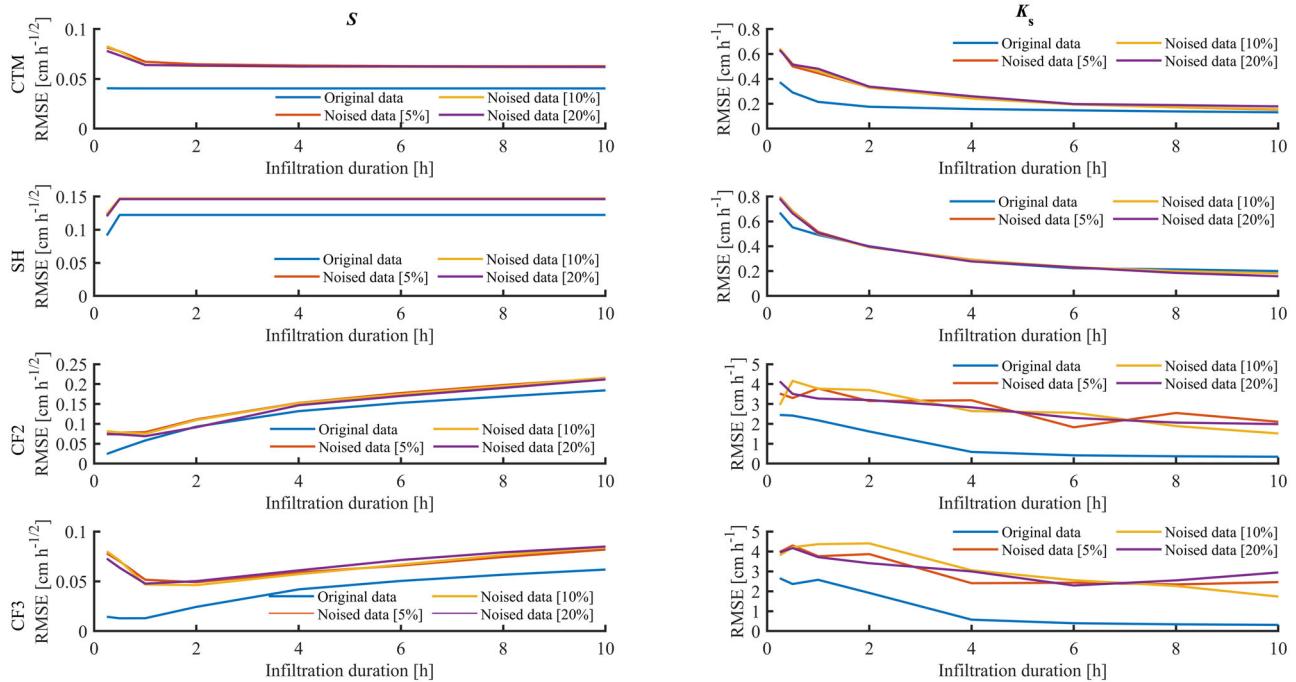 S
CTM
RMSE [cm h-1/2]
0.1
0.05
0
Original data
Noised data [10%]
Noised data [5%]
Noised data [20%]
0 2 4 6 8 10
Infiltration duration [h]
Ks
RMSE [cm h-1]
0.8
0.6
0.4
0.2
0
Original data
Noised data [10%]
Noised data [5%]
Noised data [20%]
0 2 4 6 8 10
Infiltration duration [h]
SH
RMSE [cm h-1/2]
0.15
0.1
0.05
0
Original data
Noised data [10%]
Noised data [5%]
Noised data [20%]
0 2 4 6 8 10
Infiltration duration [h]
RMSE [cm h-1]
0.8
0.6
0.4
0.2
0
Original data
Noised data [10%]
Noised data [5%]
Noised data [20%]
0 2 4 6 8 10
Infiltration duration [h]
CF2
RMSE [cm h-1/2]
0.25
0.2
0.15
0.1
0.05
0
Original data
Noised data [10%]
Noised data [5%]
Noised data [20%]
0 2 4 6 8 10
Infiltration duration [h]
RMSE [cm h-1]
5
4
3
2
1
0
Original data
Noised data [10%]
Noised data [5%]
Noised data [20%]
0 2 4 6 8 10
Infiltration duration [h]
CF3
RMSE [cm h-1/2]
0.1
0.05
0
Original data
Noised data [10%]
Noised data [5%]
Noised data [20%]
0 2 4 6 8 10
Infiltration duration [h]
RMSE [cm h-1]
5
4
3
2
1
0
Original data
Noised data [10%]
Noised data [5%]
Noised data [20%]
0 2 4 6 8 10
Infiltration duration [h]